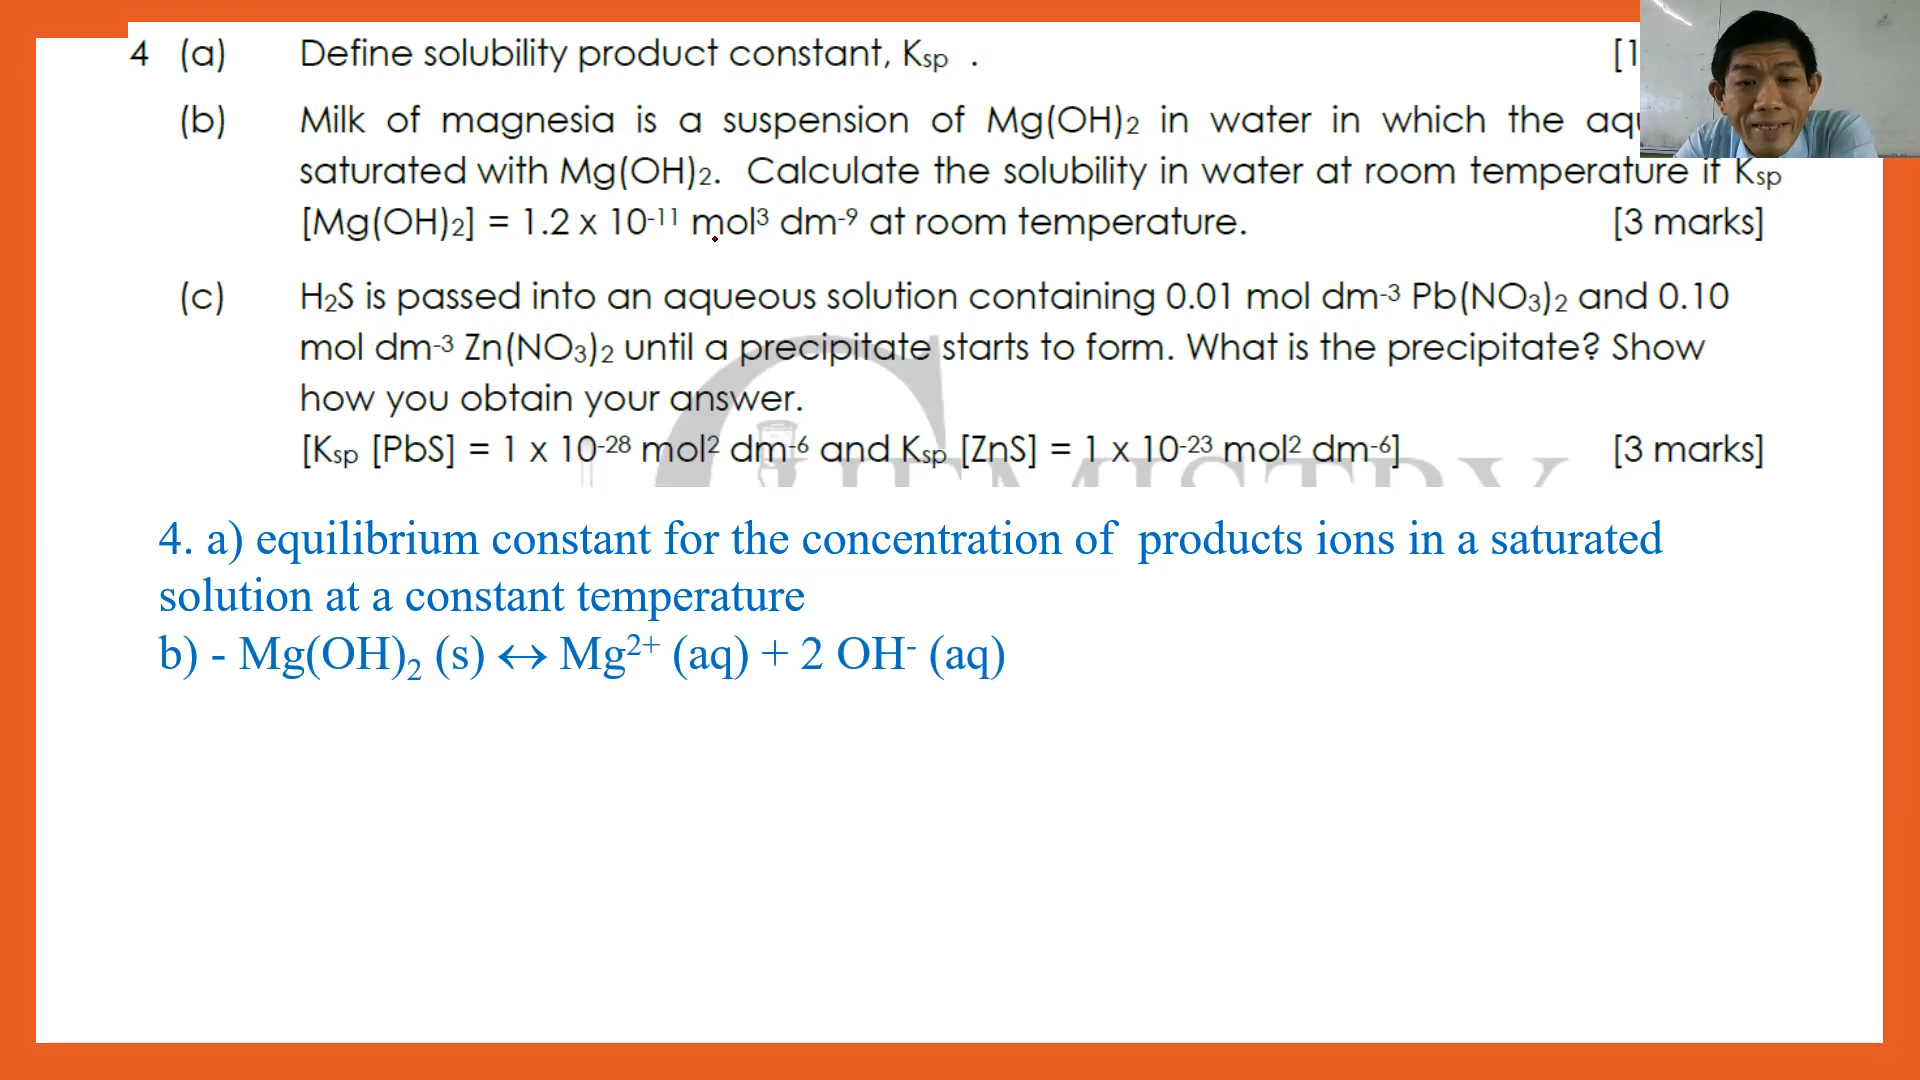 4 (a) Define solubility product constant, Ksp . [1
(b) Milk of magnesia is a suspension of Mg(OH)2 in water in which the
saturated with Mg(OH)2. Calculate the solubility in water at room temperature if Ksp
[Mg(OH)2] = 1.2 x 10-11 mol3 dm-9 at room temperature. [3 marks]
(c) H2S is passed into an aqueous solution containing 0.01 mol dm-3 Pb(NO3)2 and 0.10
mol dm-3 Zn(NO3)2 until a precipitate starts to form. What is the precipitate? Show
how you obtain your answer.
[Ksp [PbS] = 1 x 10-28 mol2 dm-6 and Ksp [ZnS] = 1 x 10-23 mol2 dm-6] [3 marks]
4. a) equilibrium constant for the concentration of products ions in a saturated
solution at a constant temperature
b) - Mg(OH)₂ (s) ↔ Mg²⁺ (aq) + 2 OH⁻ (aq)